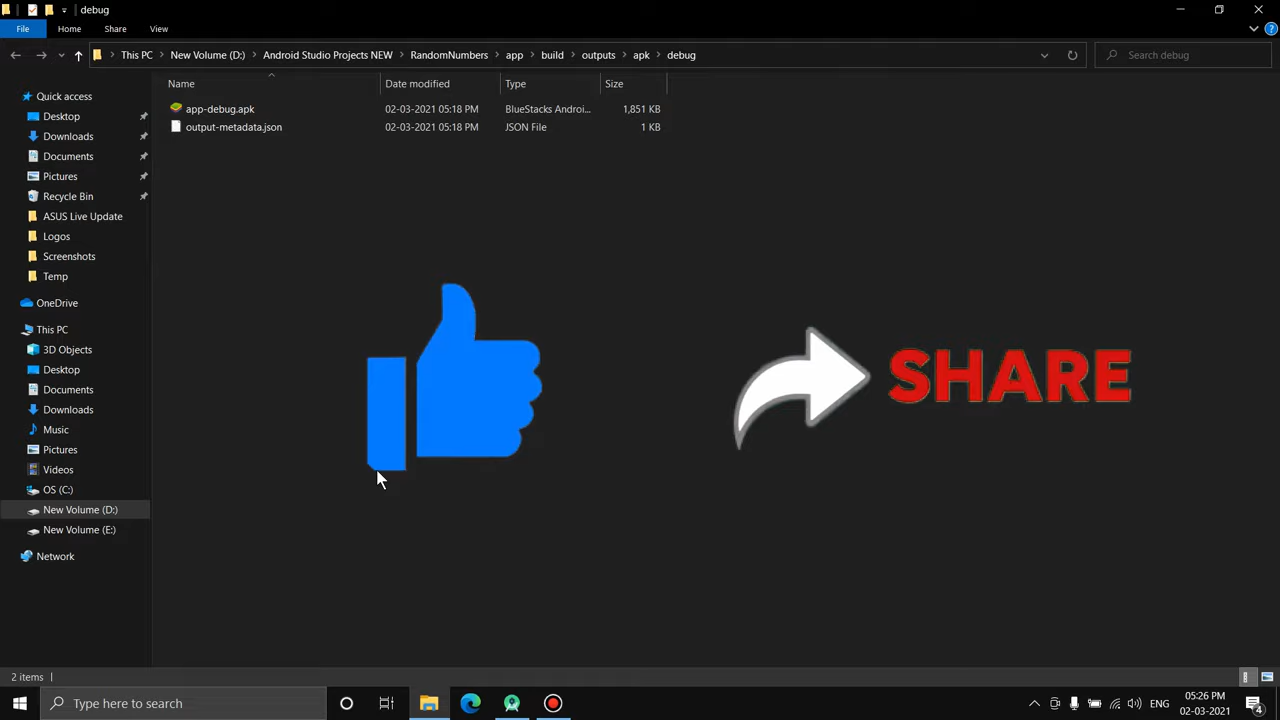 debug
File Home Share View
This PC New Volume (D:) Android Studio Projects NEW RandomNumbers app build outputs apk debug
Search debug
Name Date modified Type Size
app-debug.apk 02-03-2021 05:18 PM BlueStacks Androi... 1,851 KB
output-metadata.json 02-03-2021 05:18 PM JSON File 1 KB
Quick access
Desktop
Downloads
Documents
Pictures
Recycle Bin
ASUS Live Update
Logos
Screenshots
Temp
OneDrive
This PC
3D Objects
Desktop
Documents
Downloads
Music
Pictures
Videos
OS (C:)
New Volume (D:)
New Volume (E:)
Network
SHARE
2 items
Type here to search
ENG
05:26 PM
02-03-2021
4